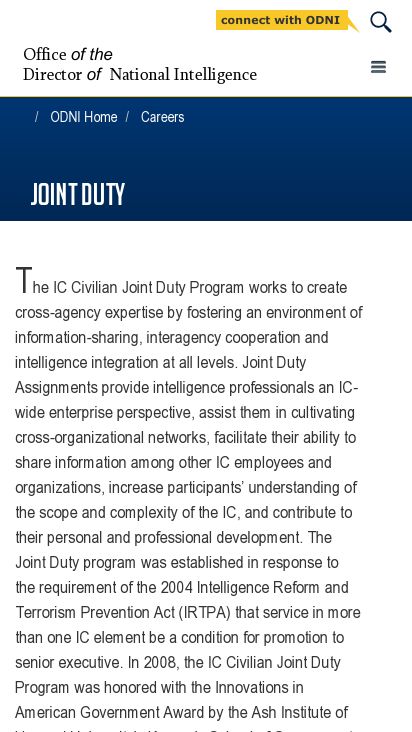 connect with ODNI
Office of the
Director of National Intelligence
/ ODNI Home / Careers
JOINT DUTY
The IC Civilian Joint Duty Program works to create
cross-agency expertise by fostering an environment of
information-sharing, interagency cooperation and
intelligence integration at all levels. Joint Duty
Assignments provide intelligence professionals an IC-
wide enterprise perspective, assist them in cultivating
cross-organizational networks, facilitate their ability to
share information among other IC employees and
organizations, increase participants’ understanding of
the scope and complexity of the IC, and contribute to
their personal and professional development. The
Joint Duty program was established in response to
the requirement of the 2004 Intelligence Reform and
Terrorism Prevention Act (IRTPA) that service in more
than one IC element be a condition for promotion to
senior executive. In 2008, the IC Civilian Joint Duty
Program was honored with the Innovations in
American Government Award by the Ash Institute of